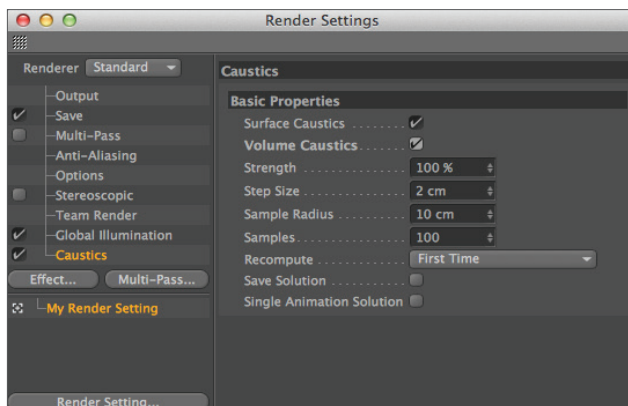 Render Settings
Renderer Standard
Output
Save
Multi-Pass
Anti-Aliasing
Options
Stereoscopic
Team Render
Global Illumination
Caustics
Effect... Multi-Pass...
My Render Setting
Render Setting...
Caustics
Basic Properties
Surface Caustics ........
Volume Caustics.....
Strength ............... 100 %
Step Size ............... 2 cm
Sample Radius ......... 10 cm
Samples ................ 100
Recompute ............. First Time
Save Solution ..........
Single Animation Solution